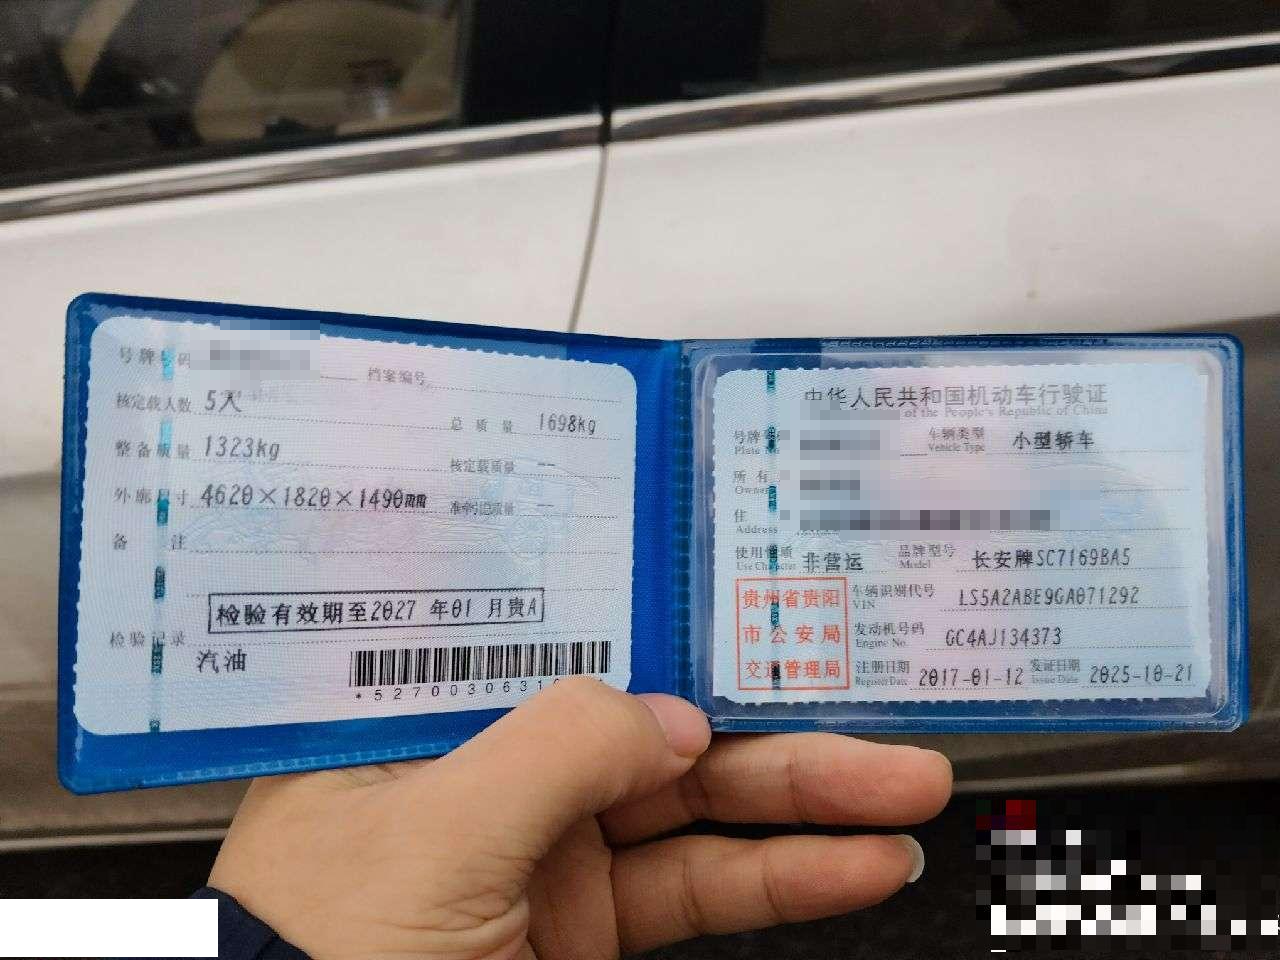 号牌号码
档案编号
核定载人数 5人
总质量 1698kg
整备质量 1323kg
核定载质量 --
外廓尺寸 4620×1820×1490mm
准牵引总质量 --
备注
检验有效期至2027 年01 月贵A
检验记录
汽油
中华人民共和国机动车行驶证
of the People's Republic of China
号牌
Plate No
车辆类型 小型轿车
Vehicle Type
所有
Owner
住
Address
使用性质 非营运
Use Character
品牌型号 长安牌SC7169BA5
Model
贵州省贵阳
市公安局
交通管理局
车辆识别代号 LS5A2ABE9GA071292
VIN
发动机号码 GC4AJ134373
Engine No.
注册日期 2017-01-12
Register Date
发证日期 2025-10-21
Issue Date